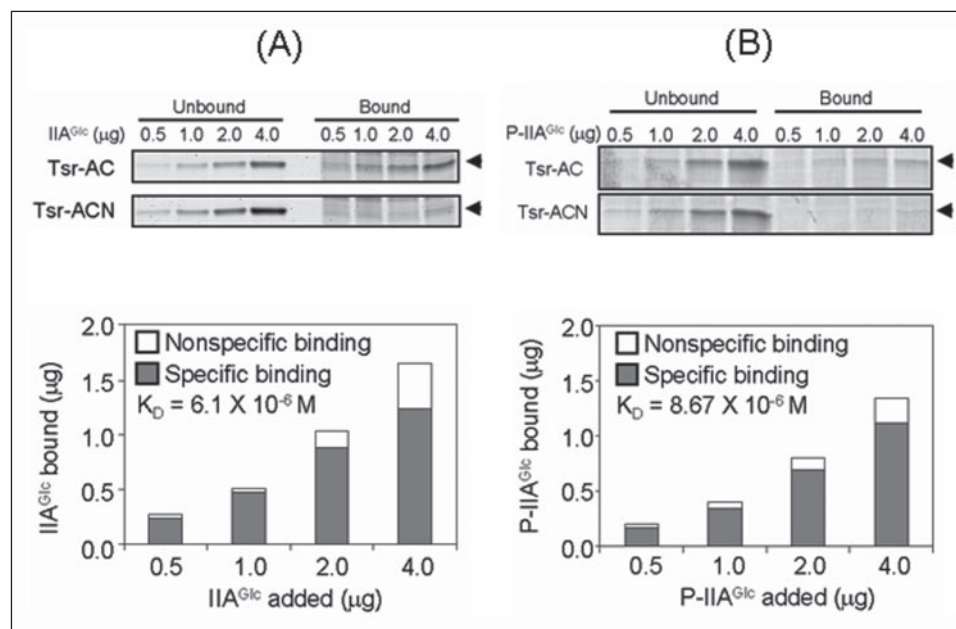 (A)
Unbound Bound
IIAGlc (µg) 0.5 1.0 2.0 4.0 0.5 1.0 2.0 4.0
Tsr-AC
Tsr-ACN
2.0
1.5
1.0
0.5
0.0
IIAGlc bound (µg)
Nonspecific binding
Specific binding
KD = 6.1 X 10-6 M
0.5 1.0 2.0 4.0
IIAGlc added (µg)
(B)
Unbound Bound
P-IIAGlc (µg) 0.5 1.0 2.0 4.0 0.5 1.0 2.0 4.0
Tsr-AC
Tsr-ACN
2.0
1.5
1.0
0.5
0.0
P-IIAGlc bound (µg)
Nonspecific binding
Specific binding
KD = 8.67 X 10-6 M
0.5 1.0 2.0 4.0
P-IIAGlc added (µg)